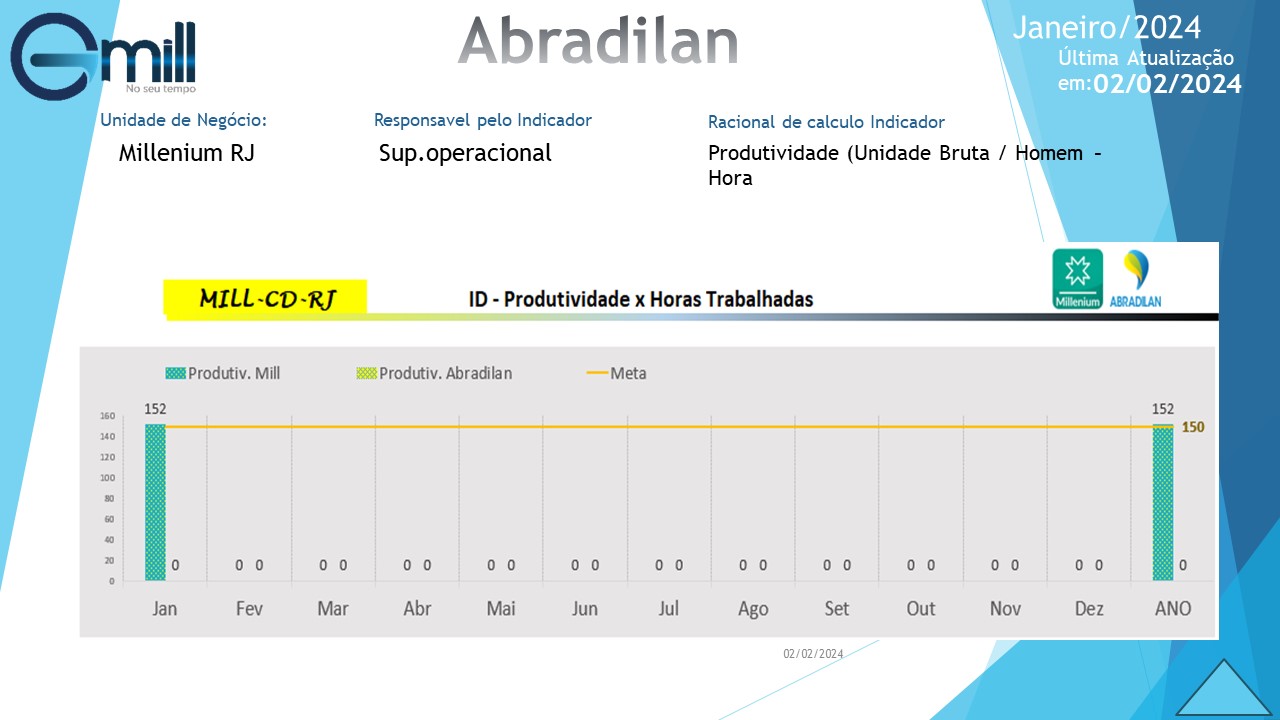 Gmill
No seu tempo
Abradilan
Janeiro/2024
Última Atualização
em:02/02/2024
Unidade de Negócio:
Responsavel pelo Indicador
Racional de calculo Indicador
Millenium RJ
Sup.operacional
Produtividade (Unidade Bruta / Homem –
Hora
MILL-CD-RJ
ID - Produtividade x Horas Trabalhadas
Millenium
ABRADILAN
Produtiv. Mill
Produtiv. Abradilan
Meta
152
152
160
150
140
120
100
80
60
40
20
0
0
0 0
0 0
0 0
0 0
0 0
0 0
0 0
0 0
0 0
0 0
0 0
0
Jan Fev Mar Abr Mai Jun Jul Ago Set Out Nov Dez ANO
02/02/2024